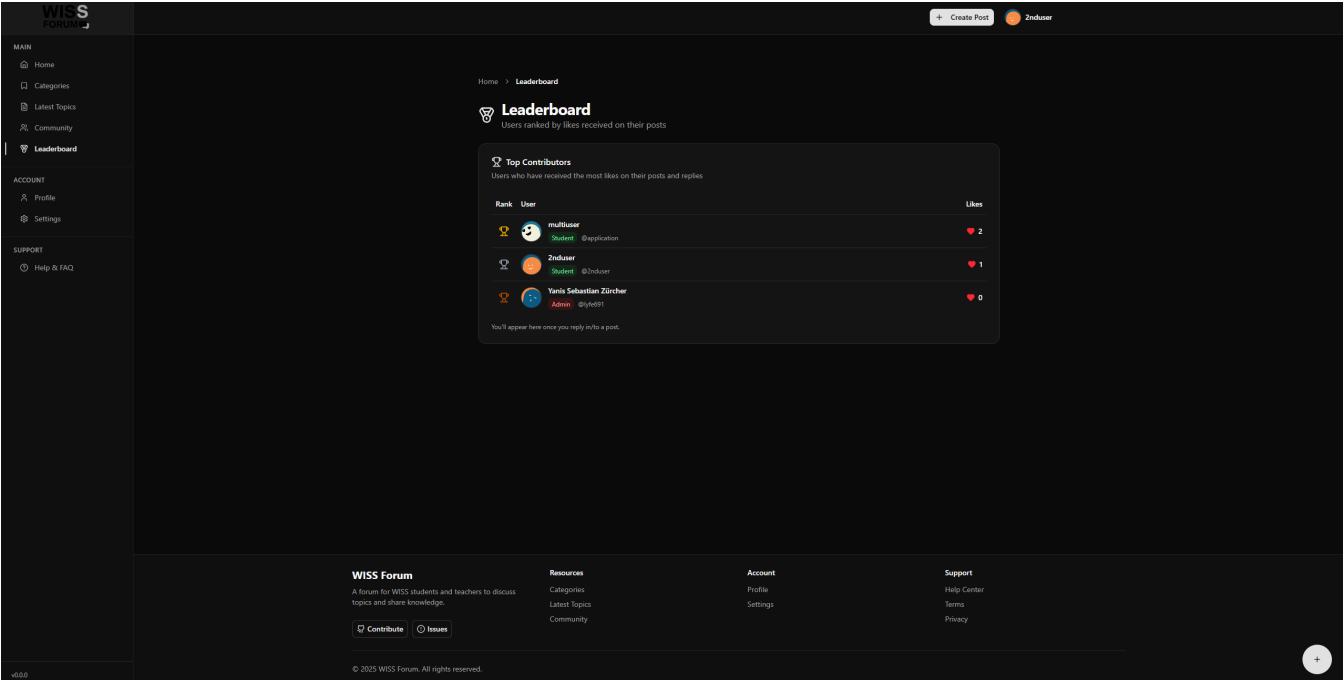 WISS
FORUM
+ Create Post
2nduser
MAIN
Home
Categories
Latest Topics
Community
Leaderboard
ACCOUNT
Profile
Settings
SUPPORT
Help & FAQ
v0.0.0
Home > Leaderboard
Leaderboard
Users ranked by likes received on their posts
Top Contributors
Users who have received the most likes on their posts and replies
Rank User Likes
multiuser
Student @application
2
2nduser
Student @2nduser
1
Yanis Sebastian Zürcher
Admin @lyfe691
0
You'll appear here once you reply in/to a post.
WISS Forum
A forum for WISS students and teachers to discuss
topics and share knowledge.
Contribute
Issues
Resources
Categories
Latest Topics
Community
Account
Profile
Settings
Support
Help Center
Terms
Privacy
© 2025 WISS Forum. All rights reserved.
+